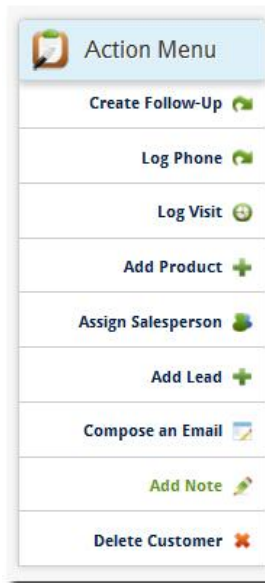 Action Menu
Create Follow-Up
Log Phone
Log Visit
Add Product
Assign Salesperson
Add Lead
Compose an Email
Add Note
Delete Customer